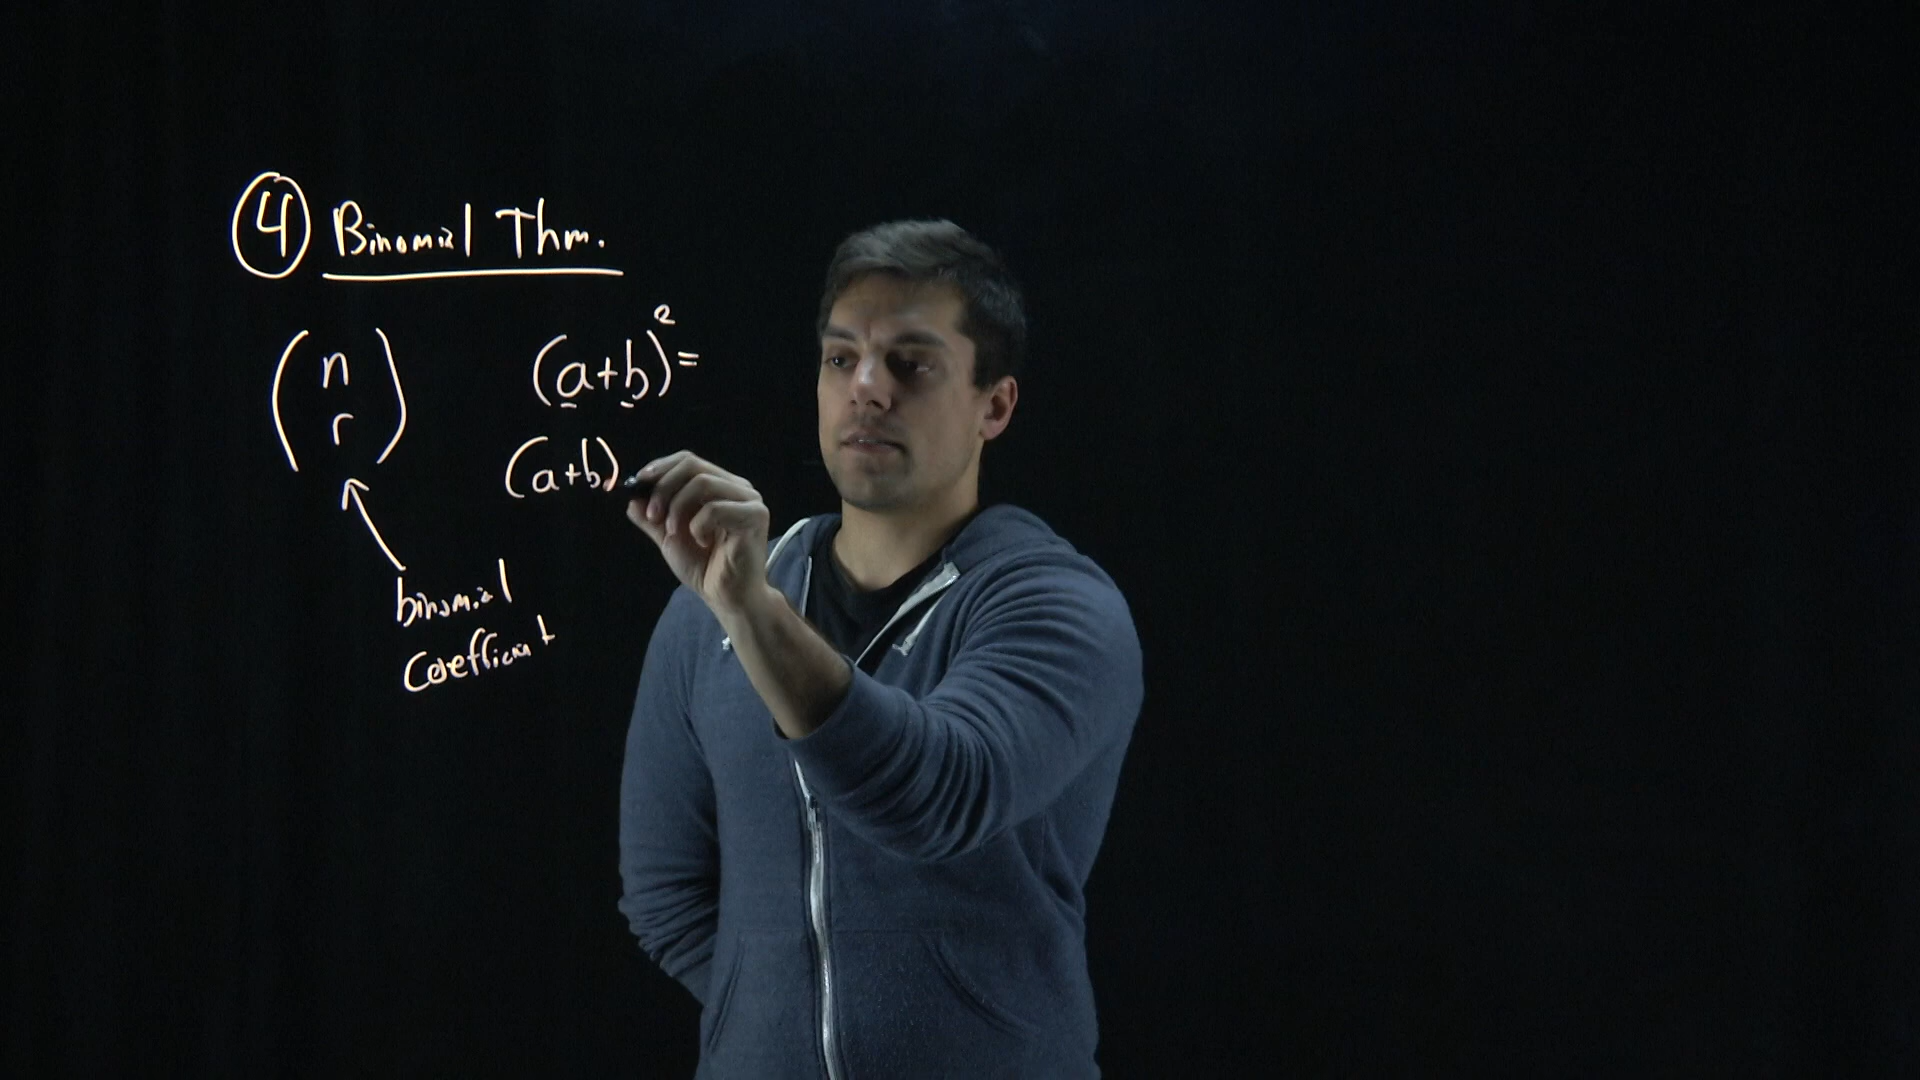 ④ Binomial Thm.
(n r)
(a+b)² =
(a+b)
binomial
coefficient